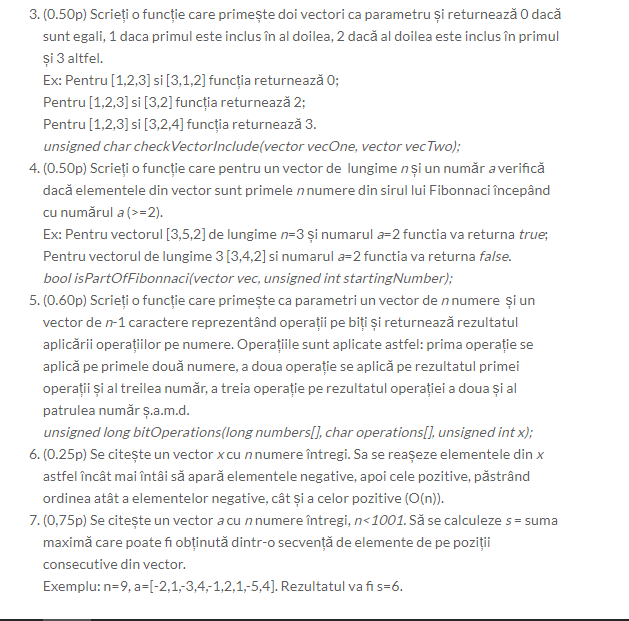 3. (0.50p) Scrieți o funcție care primește doi vectori ca parametru și returnează 0 dacă
sunt egali, 1 daca primul este inclus în al doilea, 2 dacă al doilea este inclus în primul
și 3 altfel.
Ex: Pentru [1,2,3] si [3,1,2] funcția returnează 0;
Pentru [1,2,3] si [3,2] funcția returnează 2;
Pentru [1,2,3] si [3,2,4] funcția returnează 3.
unsigned char checkVectorInclude(vector vecOne, vector vecTwo);
4. (0.50p) Scrieți o funcție care pentru un vector de lungime n și un număr a verifică
dacă elementele din vector sunt primele n numere din sirul lui Fibonnaci începând
cu numărul a (>=2).
Ex: Pentru vectorul [3,5,2] de lungime n=3 și numarul a=2 functia va returna true;
Pentru vectorul de lungime 3 [3,4,2] si numarul a=2 functia va returna false.
bool isPartOfFibonnaci(vector vec, unsigned int startingNumber);
5. (0.60p) Scrieți o funcție care primește ca parametri un vector de n numere și un
vector de n-1 caractere reprezentând operații pe biți și returnează rezultatul
aplicării operațiilor pe numere. Operațiile sunt aplicate astfel: prima operație se
aplică pe primele două numere, a doua operație se aplică pe rezultatul primei
operații și al treilea număr, a treia operație pe rezultatul operației a doua și al
patrulea număr ș.a.m.d.
unsigned long bitOperations(long numbers[], char operations[], unsigned int x);
6. (0.25p) Se citește un vector x cu n numere întregi. Sa se reașeze elementele din x
astfel încât mai întâi să apară elementele negative, apoi cele pozitive, păstrând
ordinea atât a elementelor negative, cât și a celor pozitive (O(n)).
7. (0,75p) Se citește un vector a cu n numere întregi, n<1001. Să se calculeze s = suma
maximă care poate fi obținută dintr-o secvență de elemente de pe poziții
consecutive din vector.
Exemplu: n=9, a=[-2,1,-3,4,-1,2,1,-5,4]. Rezultatul va fi s=6.